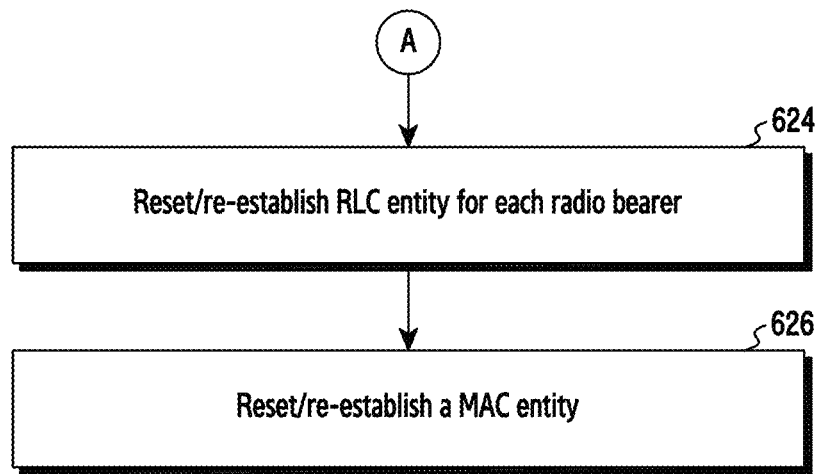 A
624
Reset/re-establish RLC entity for each radio bearer
626
Reset/re-establish a MAC entity